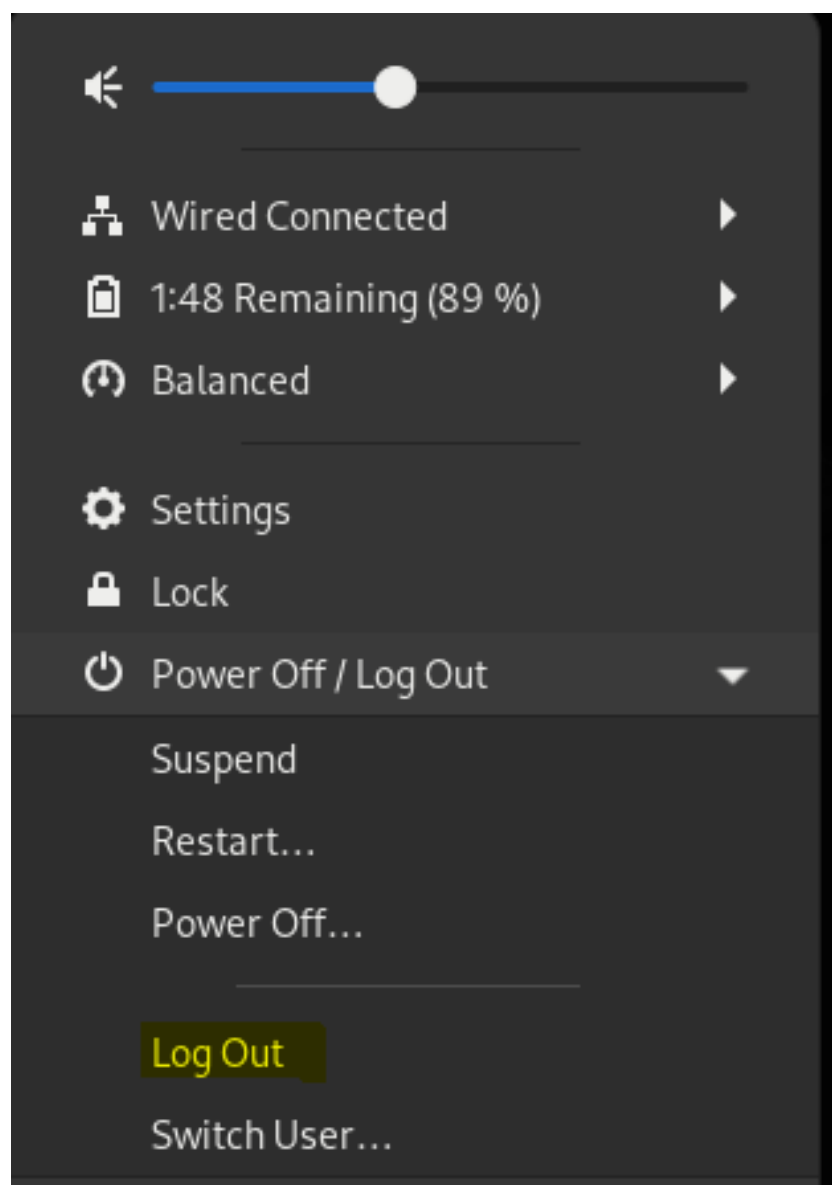 Wired Connected
1:48 Remaining (89 %)
Balanced
Settings
Lock
Power Off / Log Out
Suspend
Restart...
Power Off...
Log Out
Switch User...